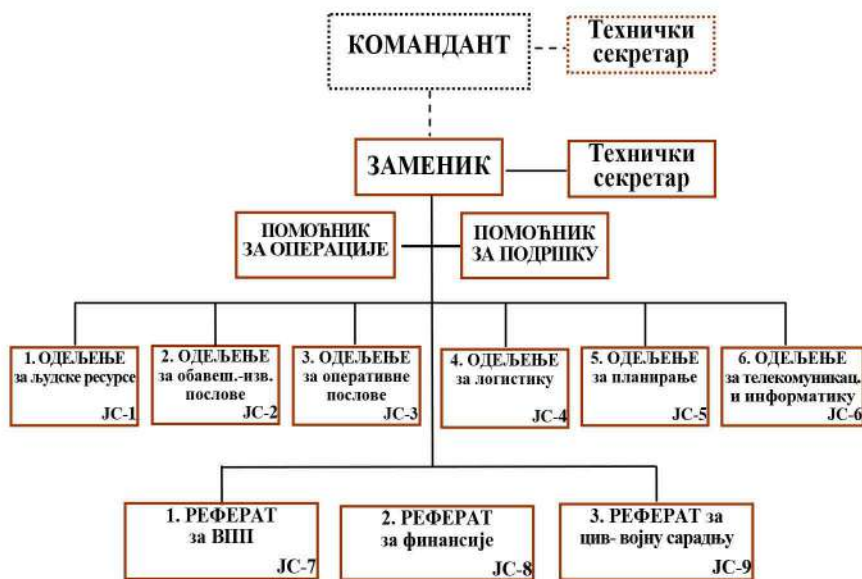 КОМАНДАНТ
Технички
секретар
ЗАМЕНИК
Технички
секретар
ПОМОЋНИК
ЗА ОПЕРАЦИЈЕ
ПОМОЋНИК
ЗА ПОДРШКУ
1. ОДЕЉЕЊЕ
за људске ресурсе
ЈС-1
2. ОДЕЉЕЊЕ
за обавеш.-изв.
послове
ЈС-2
3. ОДЕЉЕЊЕ
за оперативне
послове
ЈС-3
4. ОДЕЉЕЊЕ
за логистику
ЈС-4
5. ОДЕЉЕЊЕ
за планирање
ЈС-5
6. ОДЕЉЕЊЕ
за телекомуникац.
и информатику
ЈС-6
1. РЕФЕРАТ
за ВПП
ЈС-7
2. РЕФЕРАТ
за финансије
ЈС-8
3. РЕФЕРАТ за
цив- војну сарадњу
ЈС-9